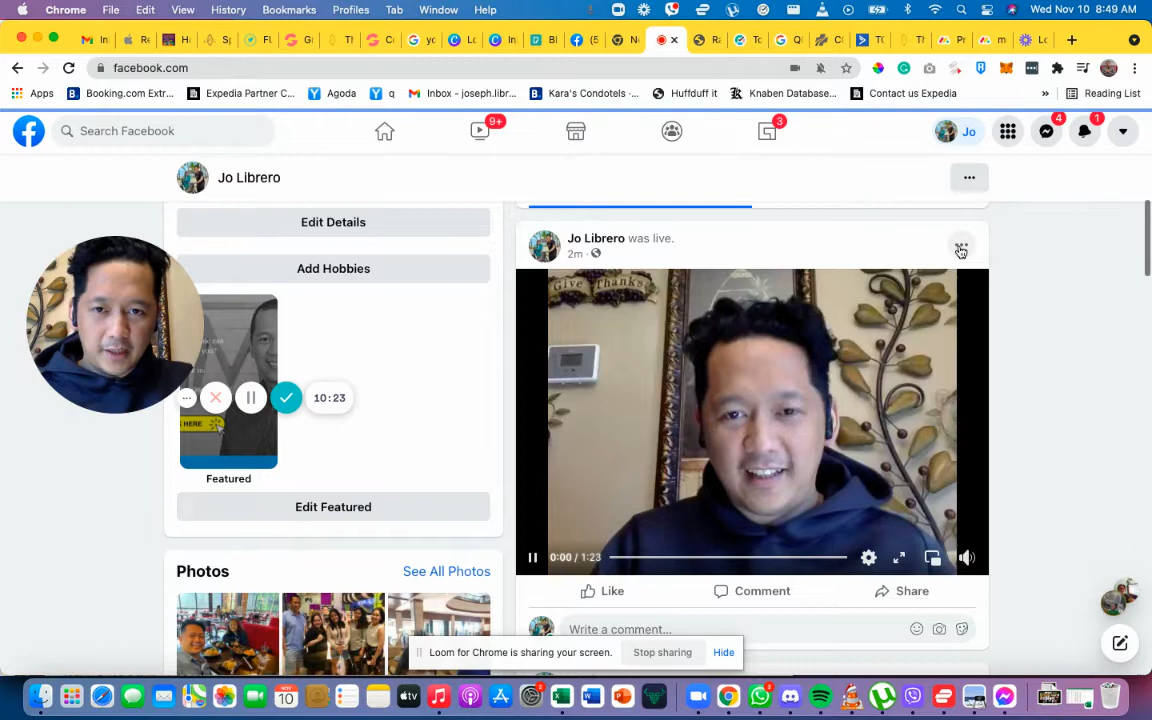 Chrome File Edit View History Bookmarks Profiles Tab Window Help Wed Nov 10 8:49 AM
facebook.com
Apps Booking.com Extr... Expedia Partner C... Agoda q Inbox - joseph.libr... Kara's Condotels -... Huffduff it Knaben Database... Contact us Expedia » Reading List
Search Facebook 9+ 3 Jo 4 1
Jo Librero
Edit Details
Add Hobbies
Jo Librero was live.
2m
Give Thanks
10:23
HERE
Featured
Edit Featured
0:00 / 1:23
Like Comment Share
Write a comment...
Photos See All Photos
Loom for Chrome is sharing your screen. Stop sharing Hide